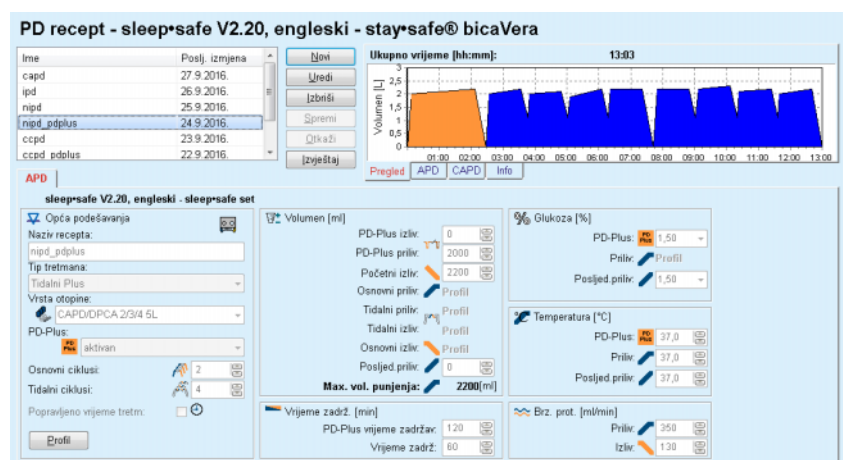 PD recept - sleep•safe V2.20, engleski - stay•safe® bicaVera
Ime Poslj. izmjena
capd 27.9.2016.
ipd 26.9.2016.
nipd 25.9.2016.
nipd_pdplus 24.9.2016.
ccpd 23.9.2016.
ccpd_pdplus 22.9.2016.
Novi
Uredi
Izbriši
Spremi
Otkaži
Izvještaj
Ukupno vrijeme [hh:mm]: 13:03
Volumen [L]
3
2,5
2
1,5
1
0,5
0
01:00 02:00 03:00 04:00 05:00 06:00 07:00 08:00 09:00 10:00 11:00 12:00 13:00
Pregled APD CAPD Info
APD
sleep•safe V2.20, engleski - sleep•safe set
Opća podešavanja
Naziv recepta:
nipd_pdplus
Tip tretmana:
Tidalni Plus
Vrsta otopine:
CAPD/DPCA 2/3/4 5L
PD-Plus:
PD Plus aktivan
Osnovni ciklusi: 2
Tidalni ciklusi: 4
Popravljeno vrijeme tretm:
Profil
Volumen [ml]
PD-Plus izliv: 0
PD-Plus priliv: 2000
Početni izliv: 2200
Osnovni priliv: Profil
Tidalni priliv: Profil
Tidalni izliv: Profil
Osnovni izliv: Profil
Posljed.priliv: 0
Max. vol. punjenja: 2200[ml]
Vrijeme zadrž. [min]
PD-Plus vrijeme zadržav: 120
Vrijeme zadrž: 60
Glukoza [%]
PD-Plus: PD Plus 1,50
Priliv: Profil
Posljed.priliv: 1,50
Temperatura [°C]
PD-Plus: PD Plus 37,0
Priliv: 37,0
Posljed.priliv: 37,0
Brz. prot. [ml/min]
Priliv: 350
Izliv: 130